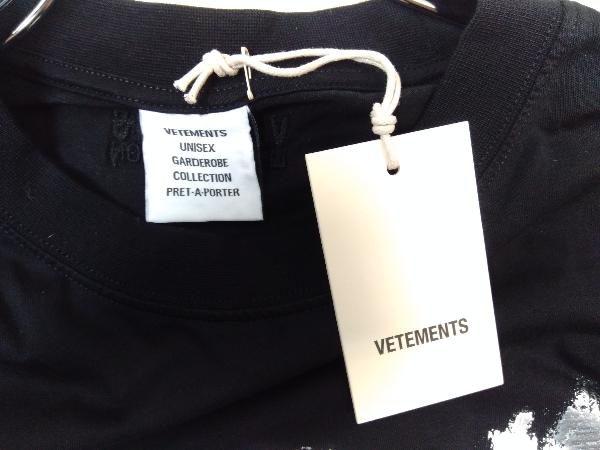 VETEMENTS
UNISEX
GARDEROBE
COLLECTION
PRET-A-PORTER
VETEMENTS